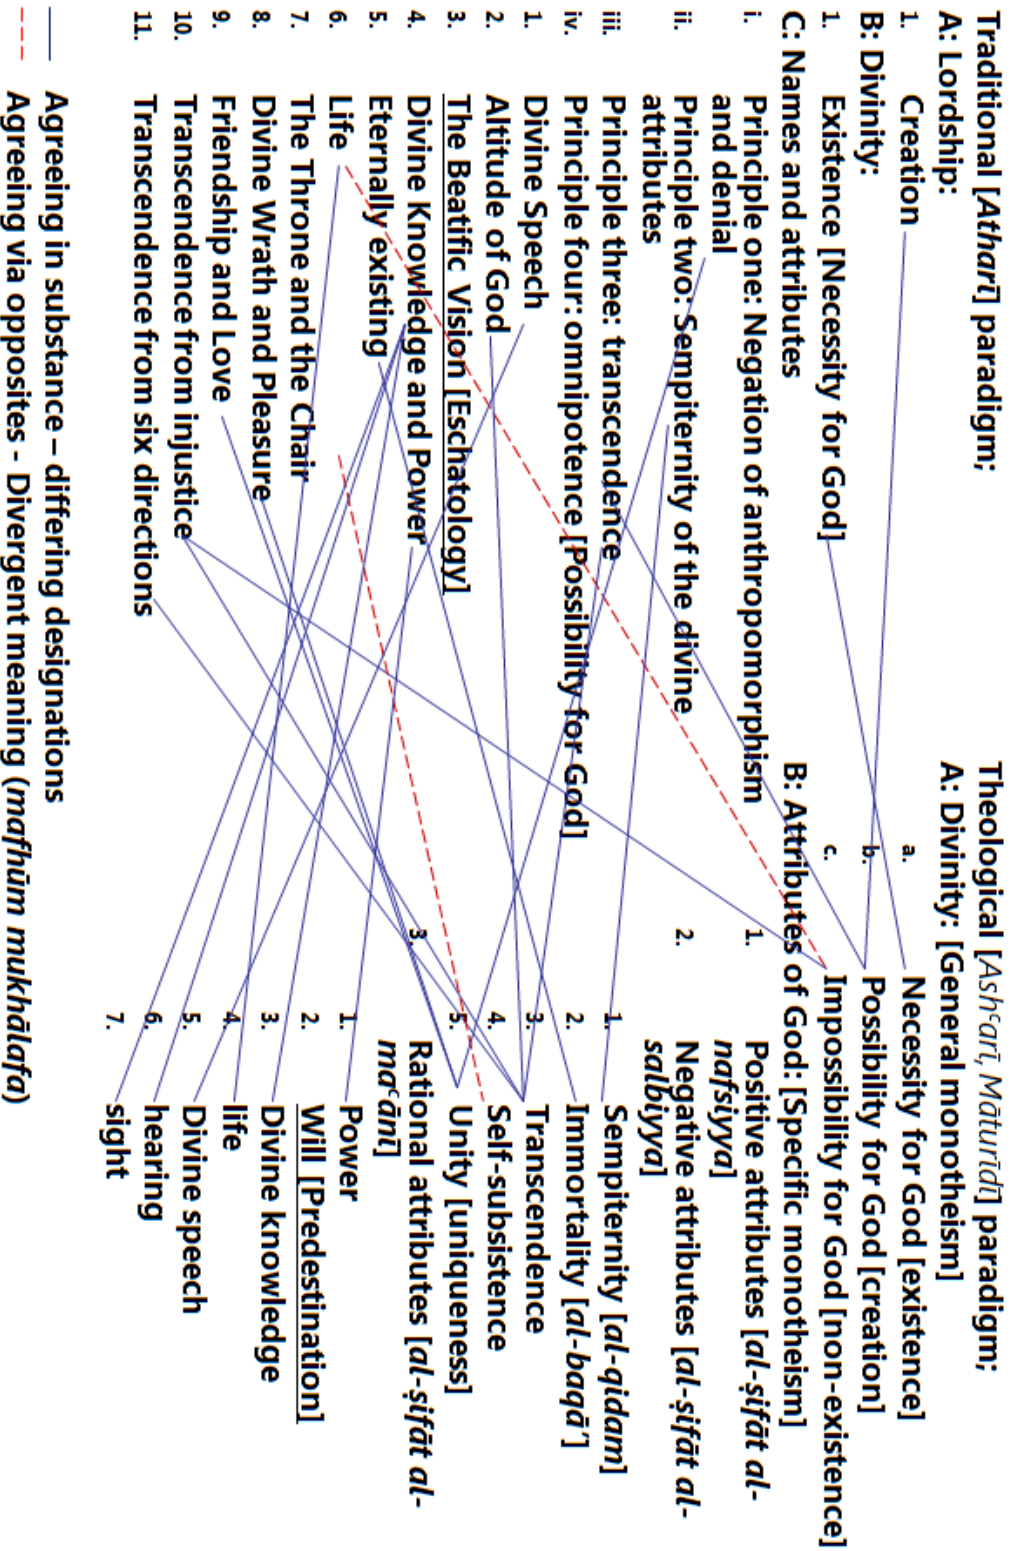 Traditional [Atharī] paradigm;
A: Lordship:
1. Creation
B: Divinity:
1. Existence [Necessity for God]
C: Names and attributes
i. Principle one: Negation of anthropomorphism
and denial
ii. Principle two: Sempiternity of the divine
attributes
iii. Principle three: transcendence
iv. Principle four: omnipotence [Possibility for God]
1. Divine Speech
2. Altitude of God
3. The Beatific Vision [Eschatology]
4. Divine Knowledge and Power
5. Eternally existing
6. Life
7. The Throne and the Chair
8. Divine Wrath and Pleasure
9. Friendship and Love
10. Transcendence from injustice
11. Transcendence from six directions
Theological [Ashʿarī, Māturīdī] paradigm;
A: Divinity: [General monotheism]
a. Necessity for God [existence]
b. Possibility for God [creation]
c. Impossibility for God [non-existence]
B: Attributes of God: [Specific monotheism]
1. Positive attributes [al-ṣifāt al-
nafsiyya]
2. Negative attributes [al-ṣifāt al-
salbiyya]
1. Sempiternity [al-qidam]
2. Immortality [al-baqā’]
3. Transcendence
4. Self-subsistence
5. Unity [uniqueness]
3. Rational attributes [al-ṣifāt al-
maʿānī]
1. Power
2. Will [Predestination]
3. Divine knowledge
4. life
5. Divine speech
6. hearing
7. sight
Agreeing in substance – differing designations
Agreeing via opposites - Divergent meaning (mafhūm mukhālafa)